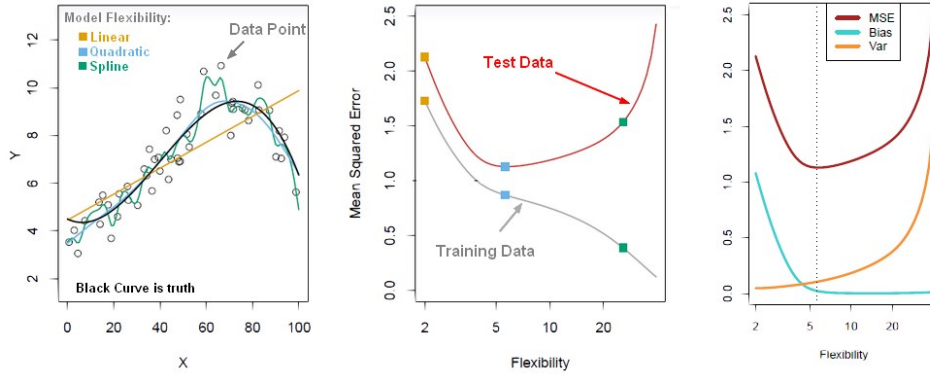 Model Flexibility:
Linear
Quadratic
Spline
Data Point
12
10
8
6
4
2
Y
Black Curve is truth
0 20 40 60 80 100
X
Mean Squared Error
2.5
2.0
1.5
1.0
0.5
0.0
Test Data
Training Data
2 5 10 20
Flexibility
MSE
Bias
Var
2.5
2.0
1.5
1.0
0.5
0.0
2 5 10 20
Flexibility